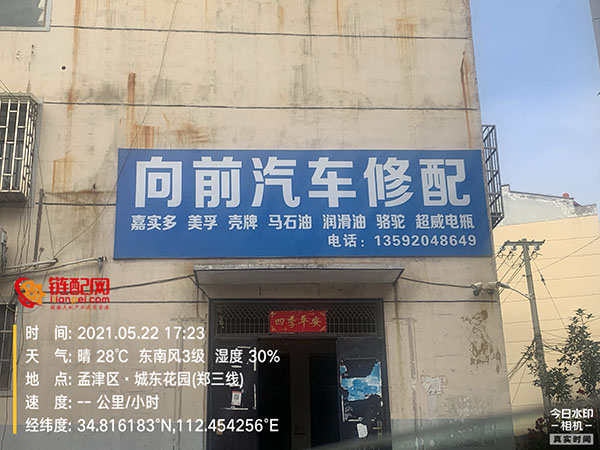 向前汽车修配
嘉实多 美孚 壳牌 马石油 润滑油 骆驼 超威电瓶
电话：13592048649
四季平安
链配网
Lianpei.com
时 间: 2021.05.22 17:23
天 气: 晴 28℃ 东南风3级 湿度 30%
地 点: 孟津区·城东花园(郑三线)
速 度: -- 公里/小时
经纬度: 34.816183°N,112.454256°E
今日水印
-相机-
真实时间